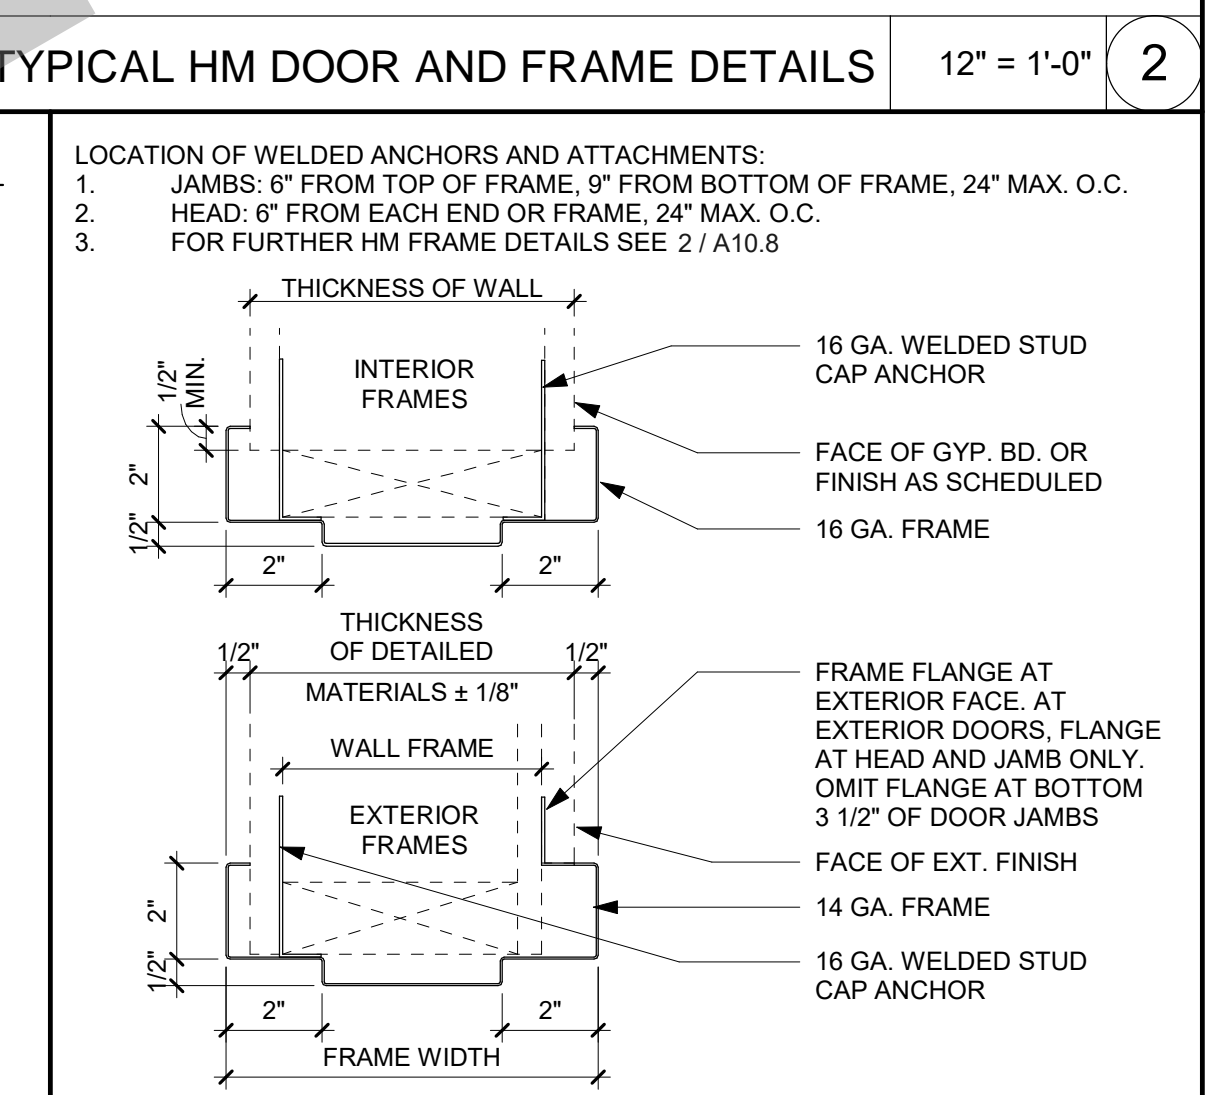 TYPICAL HM DOOR AND FRAME DETAILS
12" = 1'-0"
2
LOCATION OF WELDED ANCHORS AND ATTACHMENTS:
1. JAMBS: 6" FROM TOP OF FRAME, 9" FROM BOTTOM OF FRAME, 24" MAX. O.C.
2. HEAD: 6" FROM EACH END OR FRAME, 24" MAX. O.C.
3. FOR FURTHER HM FRAME DETAILS SEE 2 / A10.8
THICKNESS OF WALL
1/2"
MIN.
INTERIOR
FRAMES
16 GA. WELDED STUD
CAP ANCHOR
FACE OF GYP. BD. OR
FINISH AS SCHEDULED
16 GA. FRAME
2"
1/2"
2"
2"
THICKNESS
OF DETAILED
MATERIALS ± 1/8"
1/2"
1/2"
WALL FRAME
EXTERIOR
FRAMES
FRAME FLANGE AT
EXTERIOR FACE. AT
EXTERIOR DOORS, FLANGE
AT HEAD AND JAMB ONLY.
OMIT FLANGE AT BOTTOM
3 1/2" OF DOOR JAMBS
FACE OF EXT. FINISH
14 GA. FRAME
16 GA. WELDED STUD
CAP ANCHOR
2"
1/2"
2"
2"
FRAME WIDTH